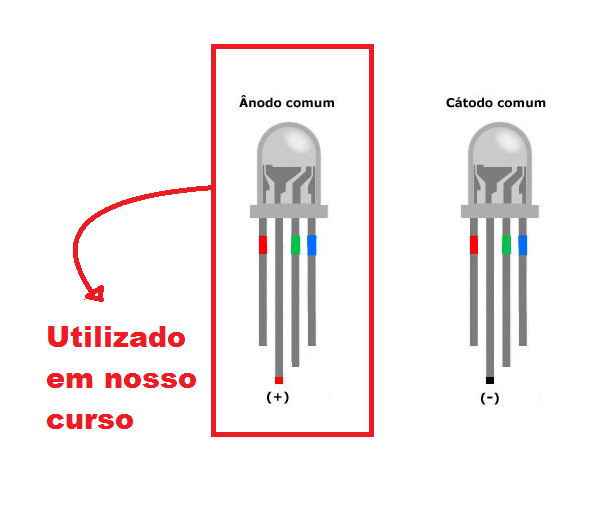 Ânodo comum
Cátodo comum
Utilizado
em nosso
curso
(+)
(-)